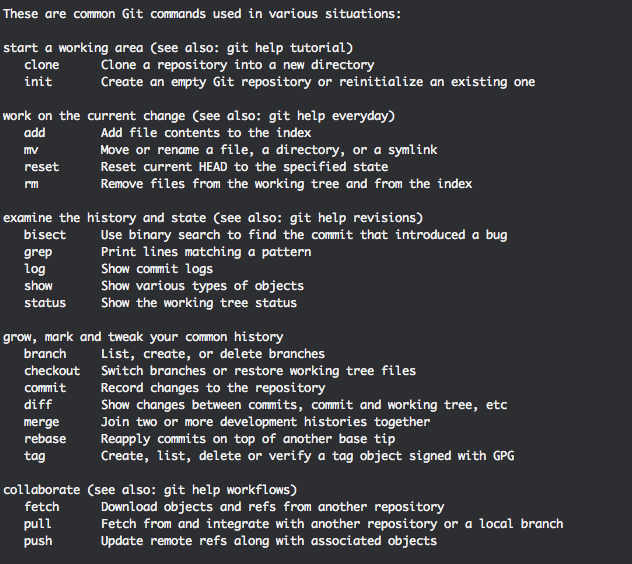 These are common Git commands used in various situations:

start a working area (see also: git help tutorial)
   clone      Clone a repository into a new directory
   init       Create an empty Git repository or reinitialize an existing one

work on the current change (see also: git help everyday)
   add        Add file contents to the index
   mv         Move or rename a file, a directory, or a symlink
   reset      Reset current HEAD to the specified state
   rm         Remove files from the working tree and from the index

examine the history and state (see also: git help revisions)
   bisect     Use binary search to find the commit that introduced a bug
   grep       Print lines matching a pattern
   log        Show commit logs
   show       Show various types of objects
   status     Show the working tree status

grow, mark and tweak your common history
   branch     List, create, or delete branches
   checkout   Switch branches or restore working tree files
   commit     Record changes to the repository
   diff       Show changes between commits, commit and working tree, etc
   merge      Join two or more development histories together
   rebase     Reapply commits on top of another base tip
   tag        Create, list, delete or verify a tag object signed with GPG

collaborate (see also: git help workflows)
   fetch      Download objects and refs from another repository
   pull       Fetch from and integrate with another repository or a local branch
   push       Update remote refs along with associated objects